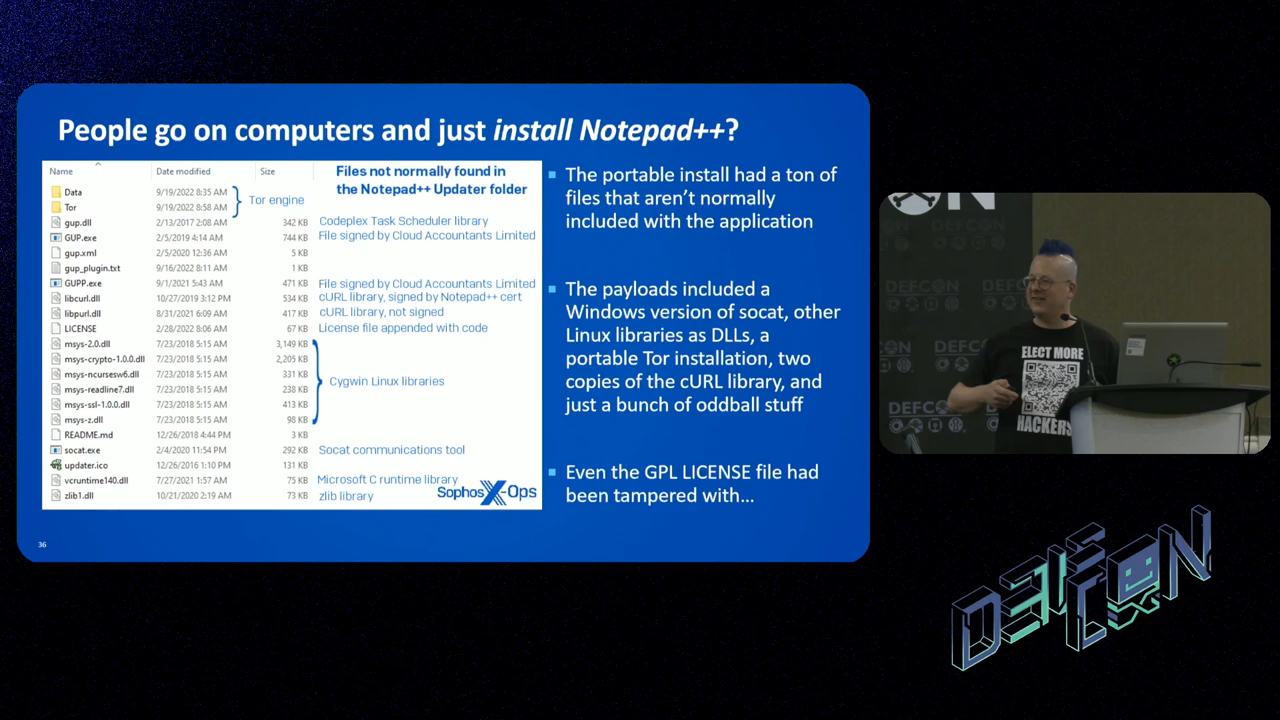 People go on computers and just install Notepad++?
Name Date modified Size
Files not normally found in
the Notepad++ Updater folder
Data 9/19/2022 8:35 AM
Tor 9/19/2022 8:58 AM
Tor engine
gup.dll 2/13/2017 2:08 AM 342 KB Codeplex Task Scheduler library
GUP.exe 2/5/2019 4:14 AM 744 KB File signed by Cloud Accountants Limited
gup.xml 2/5/2020 12:36 AM 5 KB
gup_plugin.txt 9/16/2022 8:11 AM 1 KB
GUPP.exe 9/1/2021 5:43 AM 471 KB File signed by Cloud Accountants Limited
libcurl.dll 10/27/2019 3:12 PM 534 KB cURL library, signed by Notepad++ cert
libpurl.dll 8/31/2021 6:09 AM 417 KB cURL library, not signed
LICENSE 2/28/2022 8:06 AM 67 KB License file appended with code
msys-2.0.dll 7/23/2018 5:15 AM 3,149 KB
msys-crypto-1.0.0.dll 7/23/2018 5:15 AM 2,205 KB
msys-ncursesw6.dll 7/23/2018 5:15 AM 331 KB
Cygwin Linux libraries
msys-readline7.dll 7/23/2018 5:15 AM 238 KB
msys-ssl-1.0.0.dll 7/23/2018 5:15 AM 413 KB
msys-z.dll 7/23/2018 5:15 AM 98 KB
README.md 12/26/2018 4:44 PM 3 KB
socat.exe 2/4/2020 11:54 PM 292 KB Socat communications tool
updater.ico 12/26/2016 1:10 PM 131 KB
vcruntime140.dll 7/27/2021 1:57 AM 75 KB Microsoft C runtime library
zlib1.dll 10/21/2020 2:19 AM 73 KB zlib library
Sophos X-Ops
The portable install had a ton of
files that aren't normally
included with the application
The payloads included a
Windows version of socat, other
Linux libraries as DLLs, a
portable Tor installation, two
copies of the cURL library, and
just a bunch of oddball stuff
Even the GPL LICENSE file had
been tampered with…
36
DEFCON
DEFCON
DEFCON
ELECT MORE
HACKERS
DEFCON